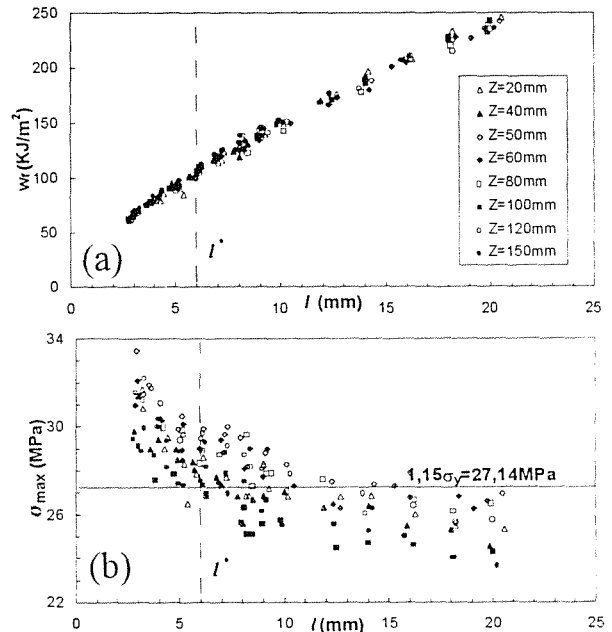 250
200
150
100
50
0
wf(KJ/m²)
(a)
l*
Z=20mm
Z=40mm
Z=50mm
Z=60mm
Z=80mm
Z=100mm
Z=120mm
Z=150mm
0 5 10 15 20 25
l (mm)
34
30
26
22
σmax (MPa)
1,15σy=27,14MPa
(b)
l*
0 5 10 15 20 25
l (mm)